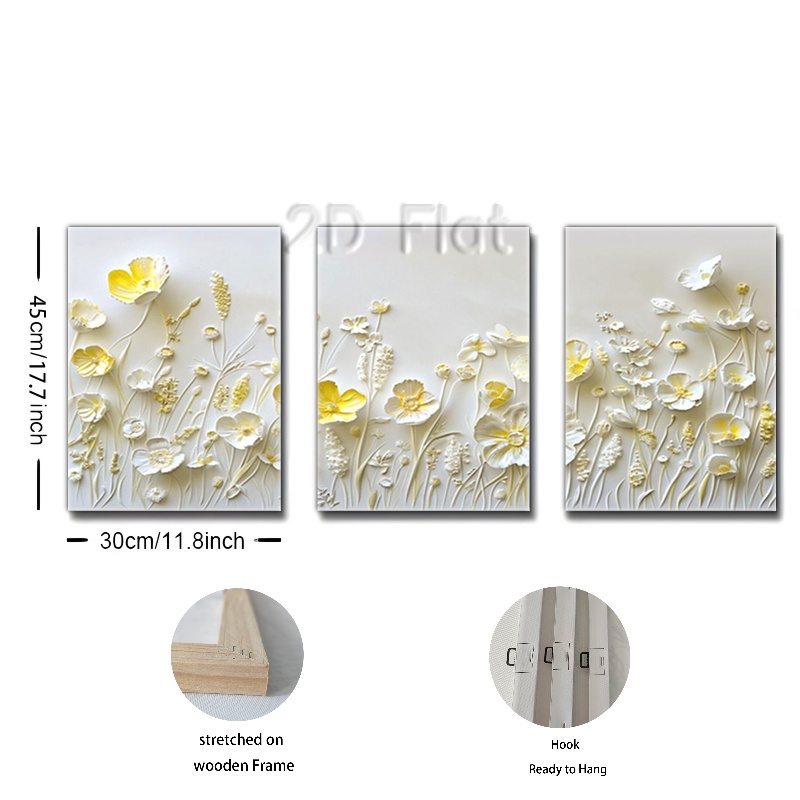 2D Flat
45cm/17.7inch
30cm/11.8inch
stretched on
wooden Frame
Hook
Ready to Hang